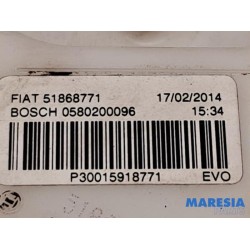 FIAT 51868771 17/02/2014
BOSCH 0580200096 15:34
P30015918771 EVO
MARESIA